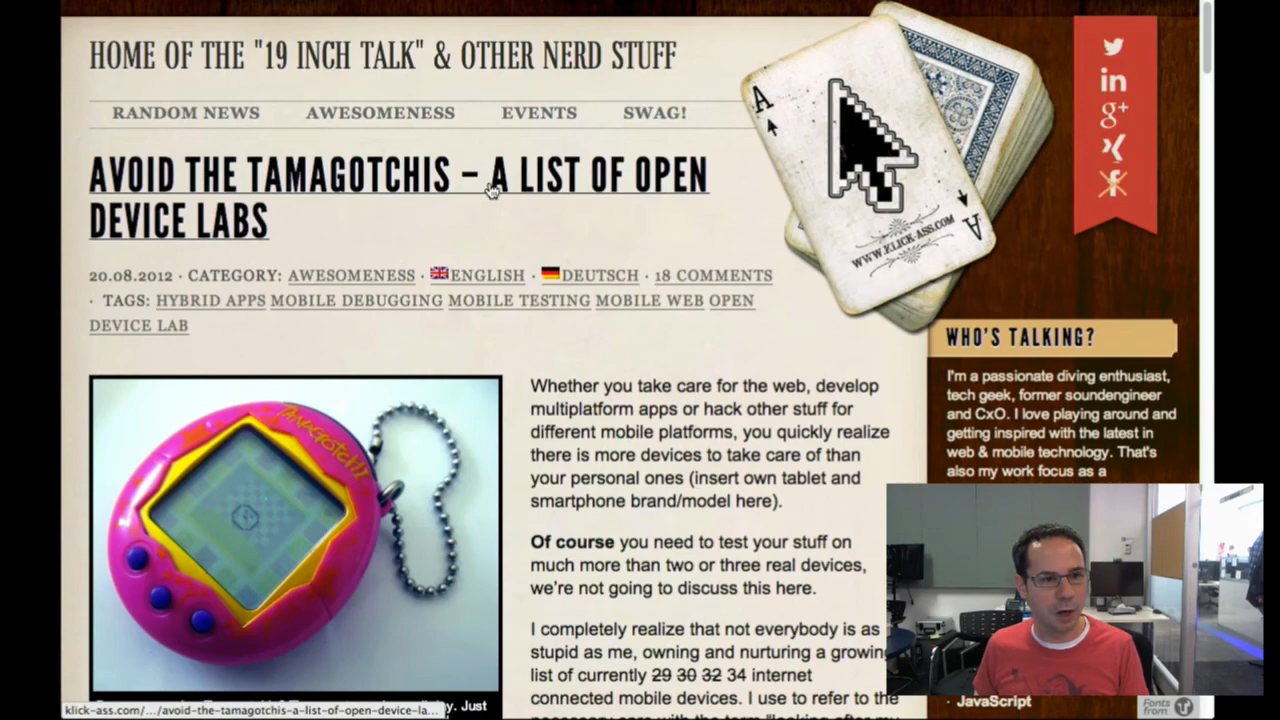 HOME OF THE "19 INCH TALK" & OTHER NERD STUFF
RANDOM NEWS AWESOMENESS EVENTS SWAG!
AVOID THE TAMAGOTCHIS – A LIST OF OPEN
DEVICE LABS
20.08.2012 · CATEGORY: AWESOMENESS · ENGLISH · DEUTSCH · 18 COMMENTS
· TAGS: HYBRID APPS MOBILE DEBUGGING MOBILE TESTING MOBILE WEB OPEN
DEVICE LAB
A
WWW.KLICK-ASS.COM
A
in
g+
f
TAMAGOTCHI
Whether you take care for the web, develop
multiplatform apps or hack other stuff for
different mobile platforms, you quickly realize
there is more devices to take care of than
your personal ones (insert own tablet and
smartphone brand/model here).
Of course you need to test your stuff on
much more than two or three real devices,
we're not going to discuss this here.
I completely realize that not everybody is as
stupid as me, owning and nurturing a growing
list of currently 29 30 32 34 internet
connected mobile devices. I use to refer to the
WHO'S TALKING?
I'm a passionate diving enthusiast,
tech geek, former soundengineer
and CxO. I love playing around and
getting inspired with the latest in
web & mobile technology. That's
also my work focus as a
· JavaScript
Fonts
from
y. Just
klick-ass.com/.../avoid-the-tamagotchis-a-list-of-open-device-la...